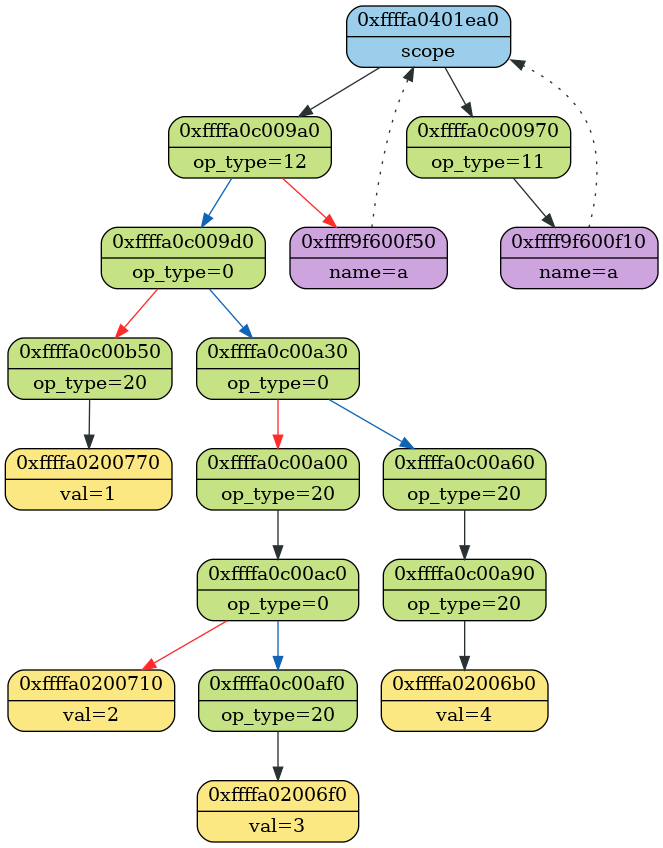 0xffffa0401ea0
scope
0xffffa0c009a0
op_type=12
0xffffa0c00970
op_type=11
0xffffa0c009d0
op_type=0
0xffff9f600f50
name=a
0xffff9f600f10
name=a
0xffffa0c00b50
op_type=20
0xffffa0c00a30
op_type=0
0xffffa0200770
val=1
0xffffa0c00a00
op_type=20
0xffffa0c00a60
op_type=20
0xffffa0c00ac0
op_type=0
0xffffa0c00a90
op_type=20
0xffffa0200710
val=2
0xffffa0c00af0
op_type=20
0xffffa02006b0
val=4
0xffffa02006f0
val=3